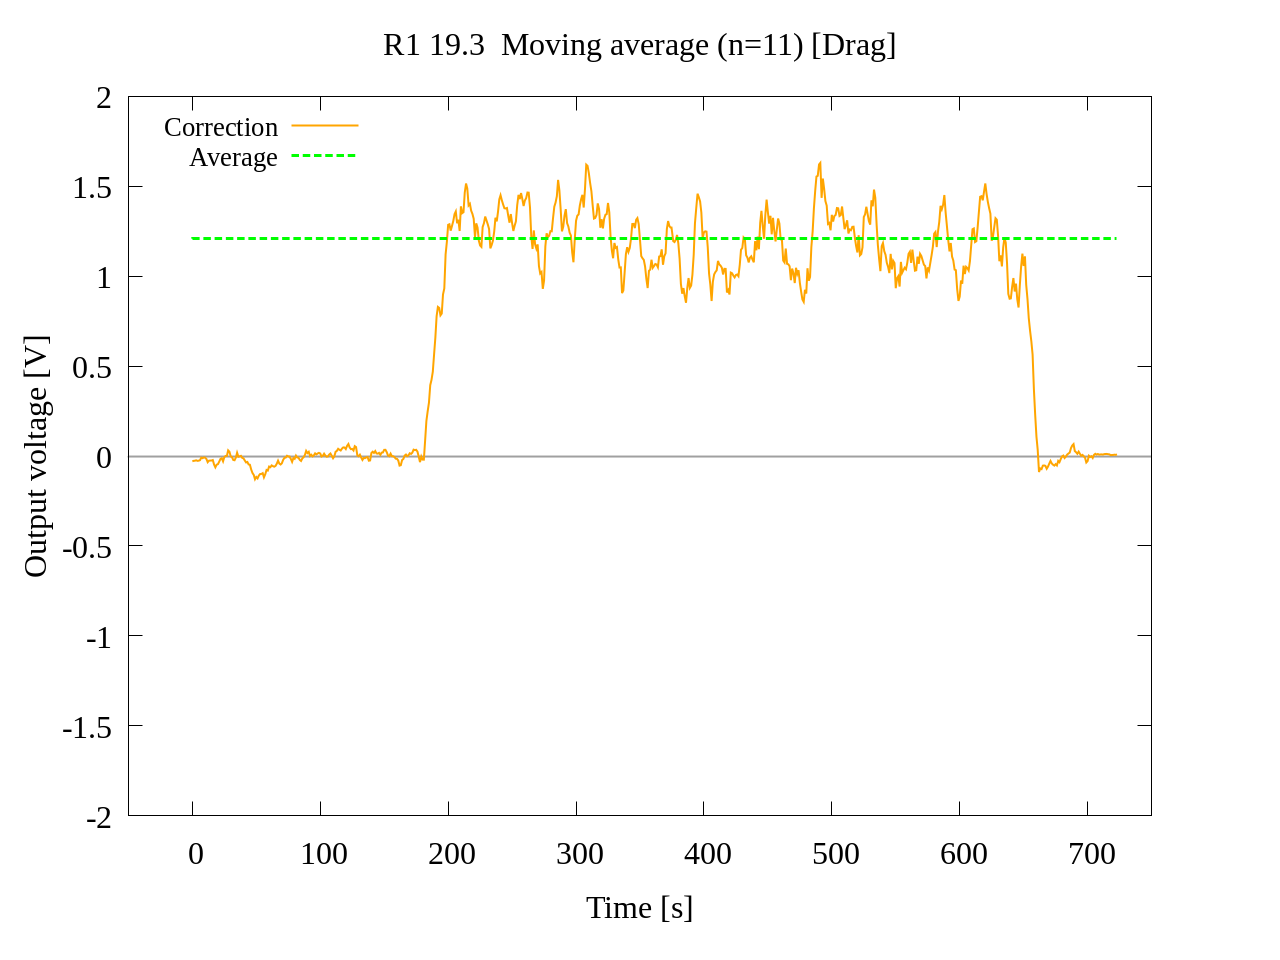 R1 19.3  Moving average (n=11) [Drag]
Correction
Average
2
1.5
1
0.5
0
-0.5
-1
-1.5
-2
Output voltage [V]
0 100 200 300 400 500 600 700
Time [s]